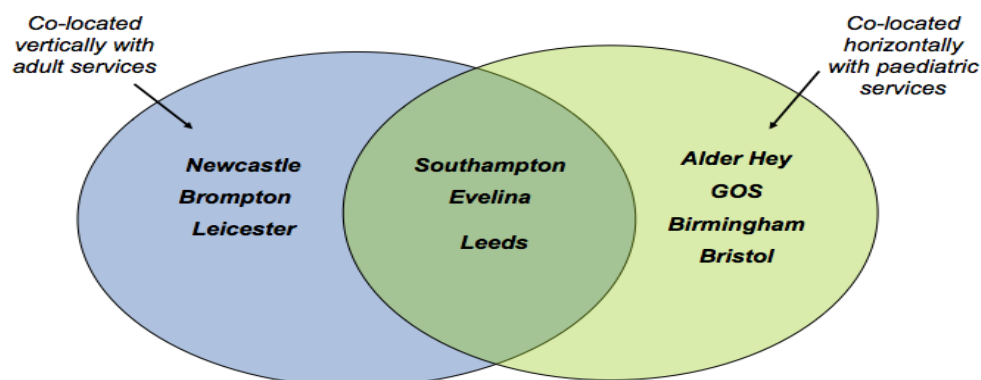 Co-located
vertically with
adult services
Co-located
horizontally
with paediatric
services
Newcastle
Brompton
Leicester
Southampton
Evelina
Leeds
Alder Hey
GOS
Birmingham
Bristol